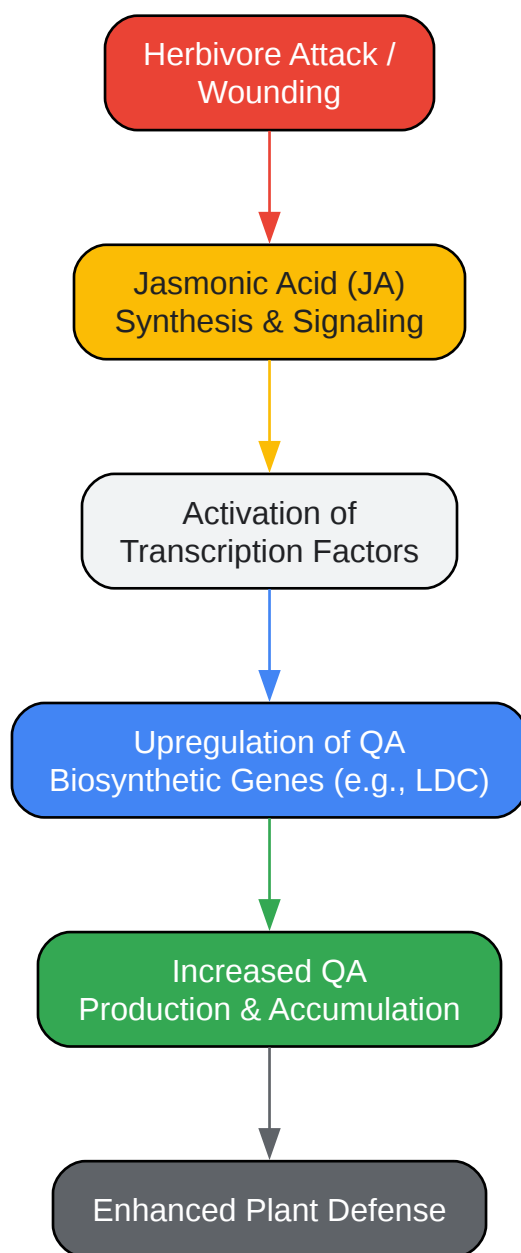 Herbivore Attack /
Wounding
Jasmonic Acid (JA)
Synthesis & Signaling
Activation of
Transcription Factors
Upregulation of QA
Biosynthetic Genes (e.g., LDC)
Increased QA
Production & Accumulation
Enhanced Plant Defense